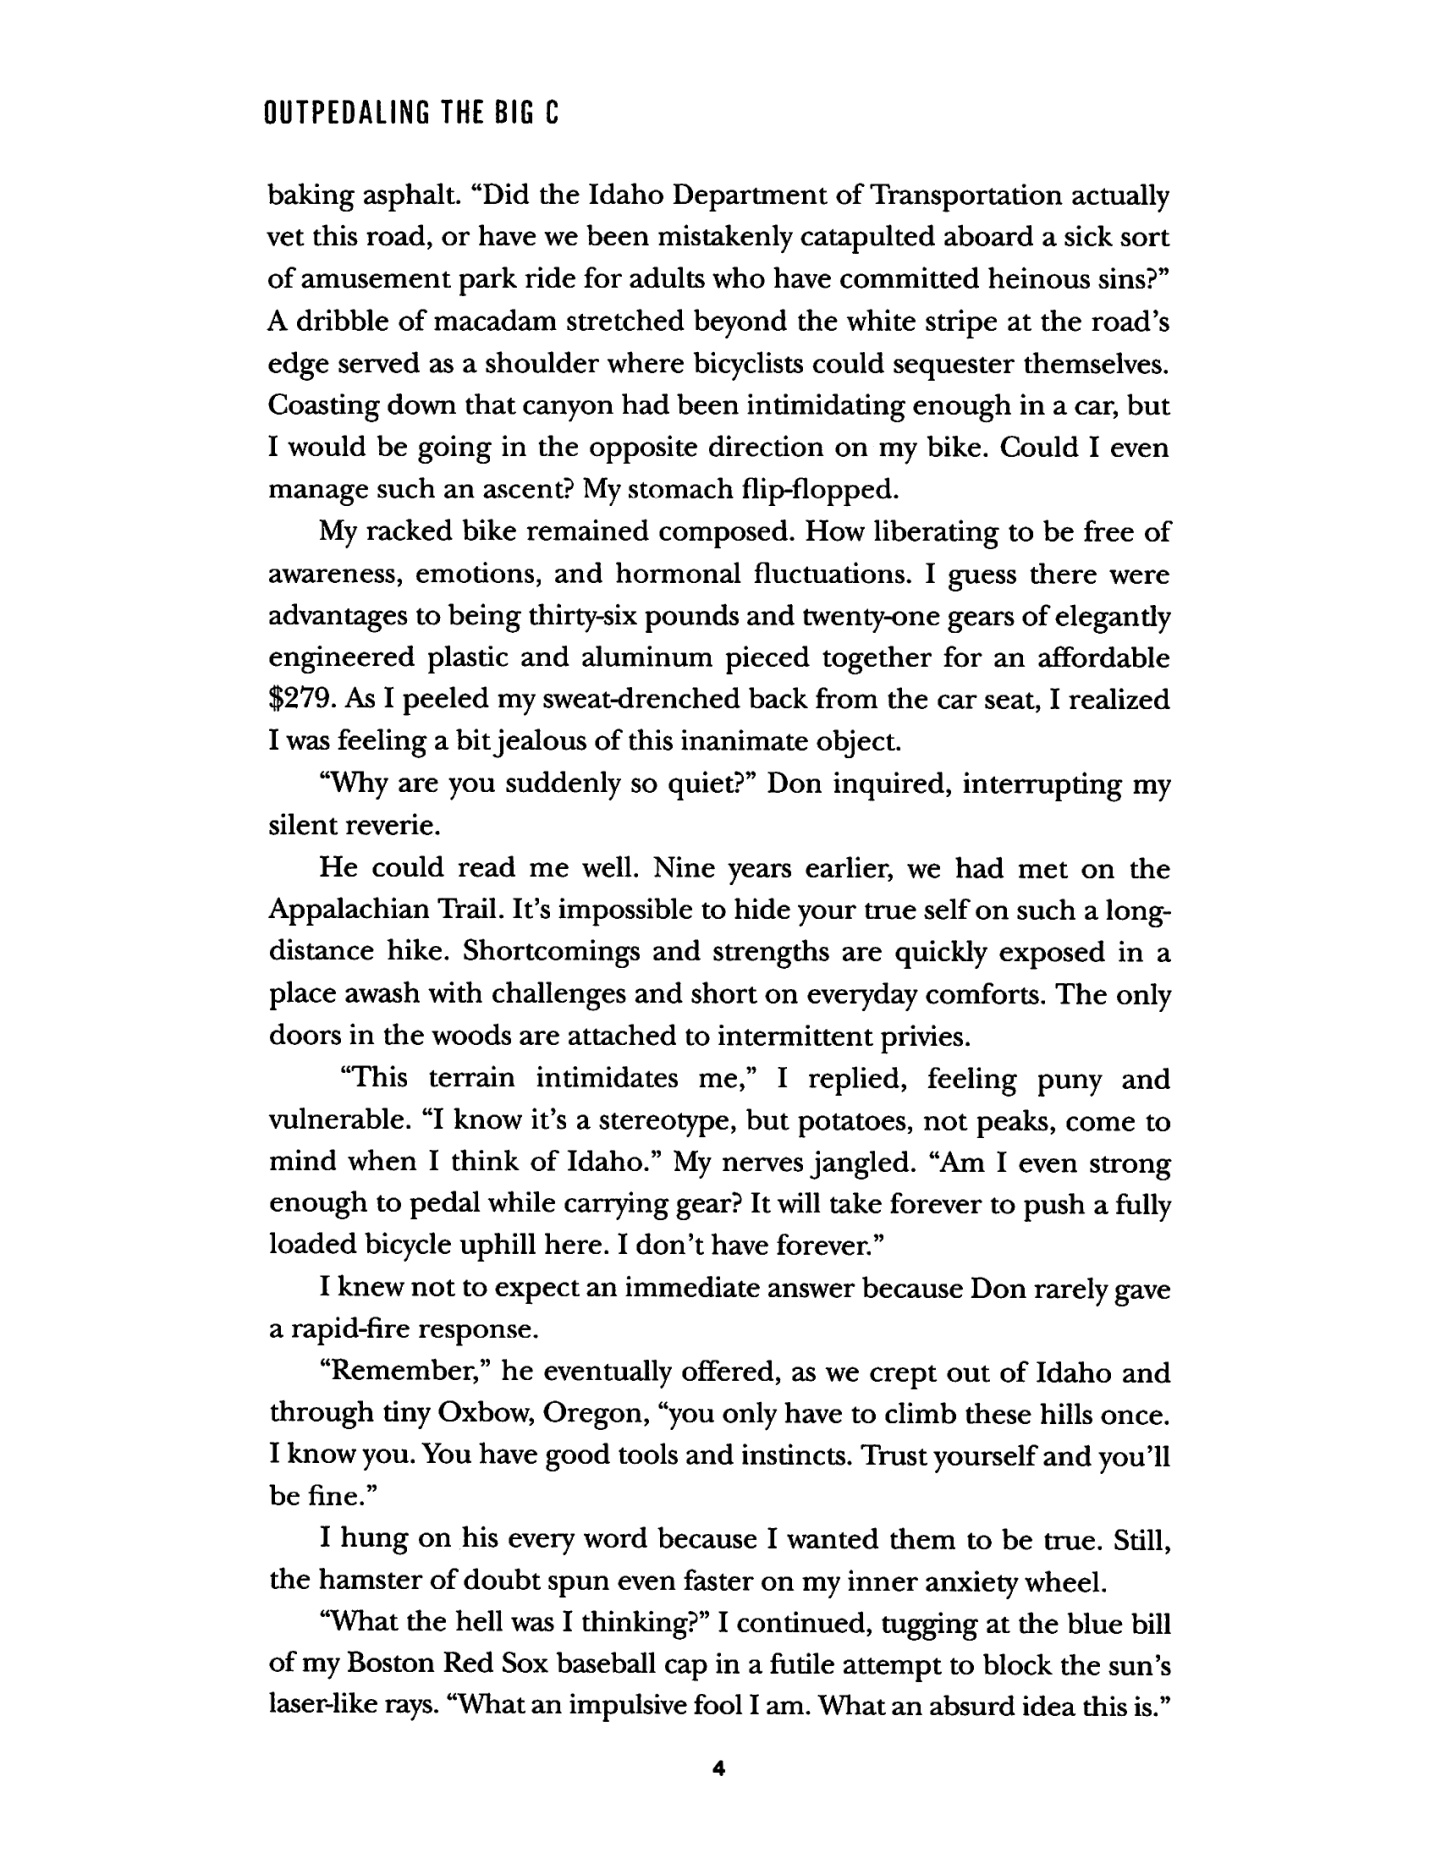 OUTPEDALING THE BIG C
baking asphalt. “Did the Idaho Department of Transportation actually
vet this road, or have we been mistakenly catapulted aboard a sick sort
of amusement park ride for adults who have committed heinous sins?”
A dribble of macadam stretched beyond the white stripe at the road’s
edge served as a shoulder where bicyclists could sequester themselves.
Coasting down that canyon had been intimidating enough in a car, but
I would be going in the opposite direction on my bike. Could I even
manage such an ascent? My stomach flip-flopped.
My racked bike remained composed. How liberating to be free of
awareness, emotions, and hormonal fluctuations. I guess there were
advantages to being thirty-six pounds and twenty-one gears of elegantly
engineered plastic and aluminum pieced together for an affordable
$279. As I peeled my sweat-drenched back from the car seat, I realized
I was feeling a bit jealous of this inanimate object.
“Why are you suddenly so quiet?” Don inquired, interrupting my
silent reverie.
He could read me well. Nine years earlier, we had met on the
Appalachian Trail. It’s impossible to hide your true self on such a long-
distance hike. Shortcomings and strengths are quickly exposed in a
place awash with challenges and short on everyday comforts. The only
doors in the woods are attached to intermittent privies.
“This terrain intimidates me,” I replied, feeling puny and
vulnerable. “I know it’s a stereotype, but potatoes, not peaks, come to
mind when I think of Idaho.” My nerves jangled. “Am I even strong
enough to pedal while carrying gear? It will take forever to push a fully
loaded bicycle uphill here. I don’t have forever.”
I knew not to expect an immediate answer because Don rarely gave
a rapid-fire response.
“Remember,” he eventually offered, as we crept out of Idaho and
through tiny Oxbow, Oregon, “you only have to climb these hills once.
I know you. You have good tools and instincts. Trust yourself and you’ll
be fine.”
I hung on his every word because I wanted them to be true. Still,
the hamster of doubt spun even faster on my inner anxiety wheel.
“What the hell was I thinking?” I continued, tugging at the blue bill
of my Boston Red Sox baseball cap in a futile attempt to block the sun’s
laser-like rays. “What an impulsive fool I am. What an absurd idea this is.”
4